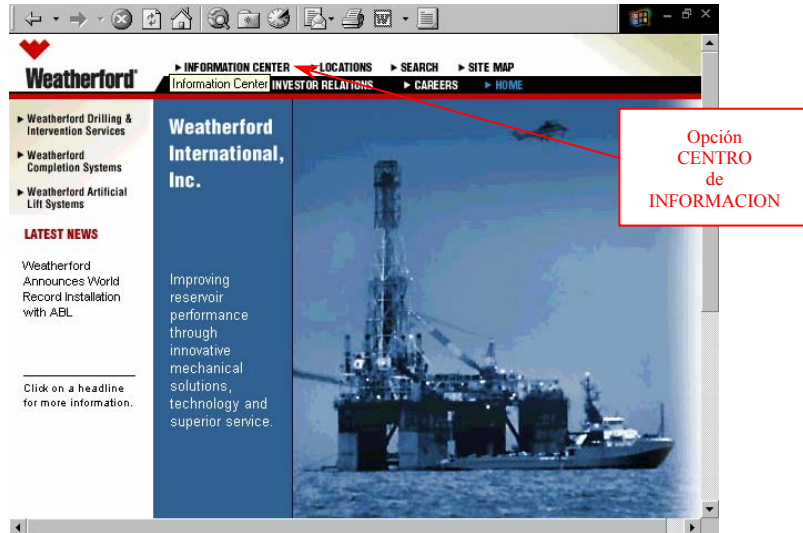 ► INFORMATION CENTER ► LOCATIONS ► SEARCH ► SITE MAP
Weatherford
Information Center INVESTOR RELATIONS ► CAREERS ► HOME
► Weatherford Drilling &
Intervention Services
► Weatherford
Completion Systems
► Weatherford Artificial
Lift Systems
LATEST NEWS
Weatherford
Announces World
Record Installation
with ABL
Click on a headline
for more information.
Weatherford
International,
Inc.
Improving
reservoir
performance
through
innovative
mechanical
solutions,
technology and
superior service.
Opción
CENTRO
de
INFORMACION